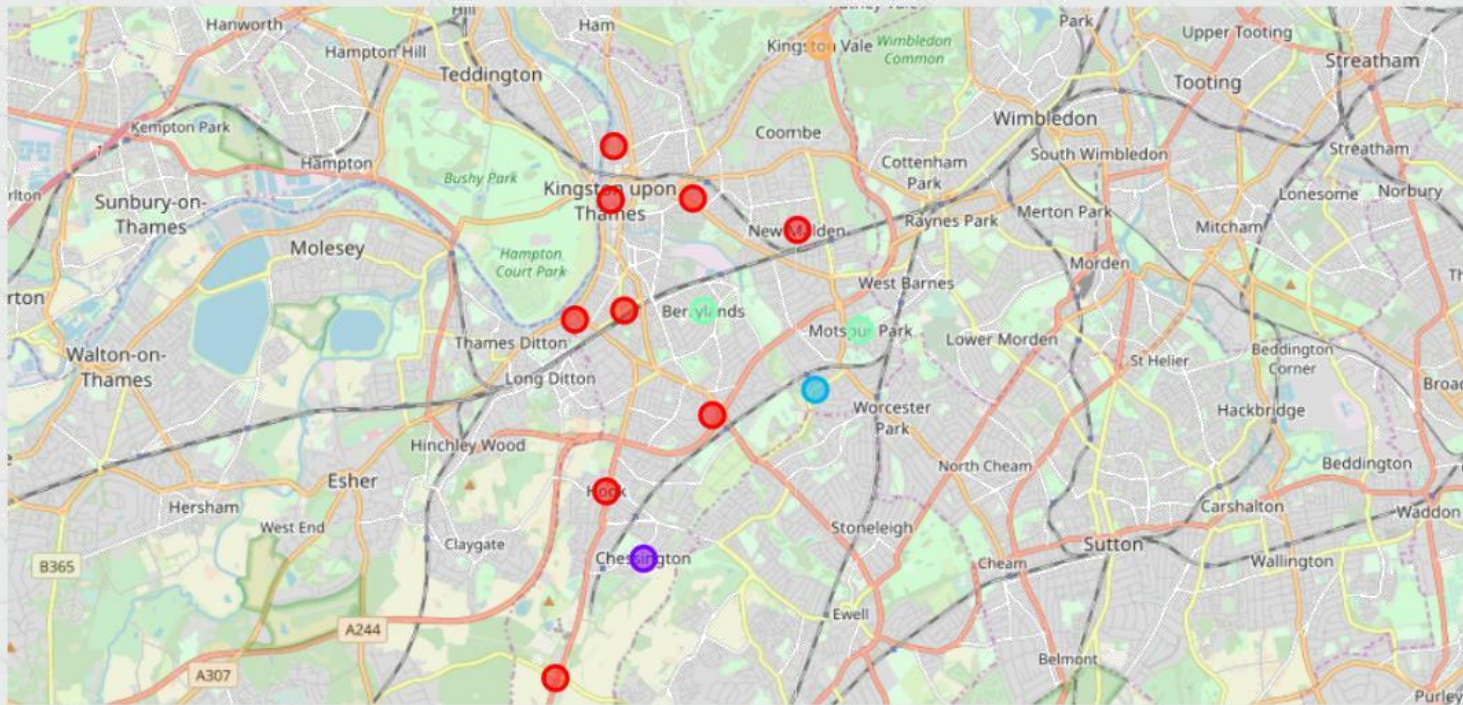 Hill
Hanworth
Ham
Park
Upper Tooting
Hampton Hill
Kingston Vale
Wimbledon
Common
Streatham
Teddington
Tooting
Kempton Park
Wimbledon
Coombe
Hampton
South Wimbledon
Streatham
Cottenham
Park
Bushy Park
Kingston upon
Thames
Lonesome
Norbury
Sunbury-on-
Thames
Merton Park
Raynes Park
Mitcham
New Malden
Molesey
Hampton
Court Park
Morden
West Barnes
Berrylands
Motspur Park
Thames Ditton
Lower Morden
Walton-on-
Thames
St Helier
Beddington
Corner
Long Ditton
Worcester
Park
Hackbridge
Hinchley Wood
North Cheam
Beddington
Esher
Hook
Hersham
Carshalton
Waddon
West End
Stoneleigh
Claygate
Sutton
Chessington
B365
Cheam
Wallington
Ewell
A244
Belmont
A307
Purley